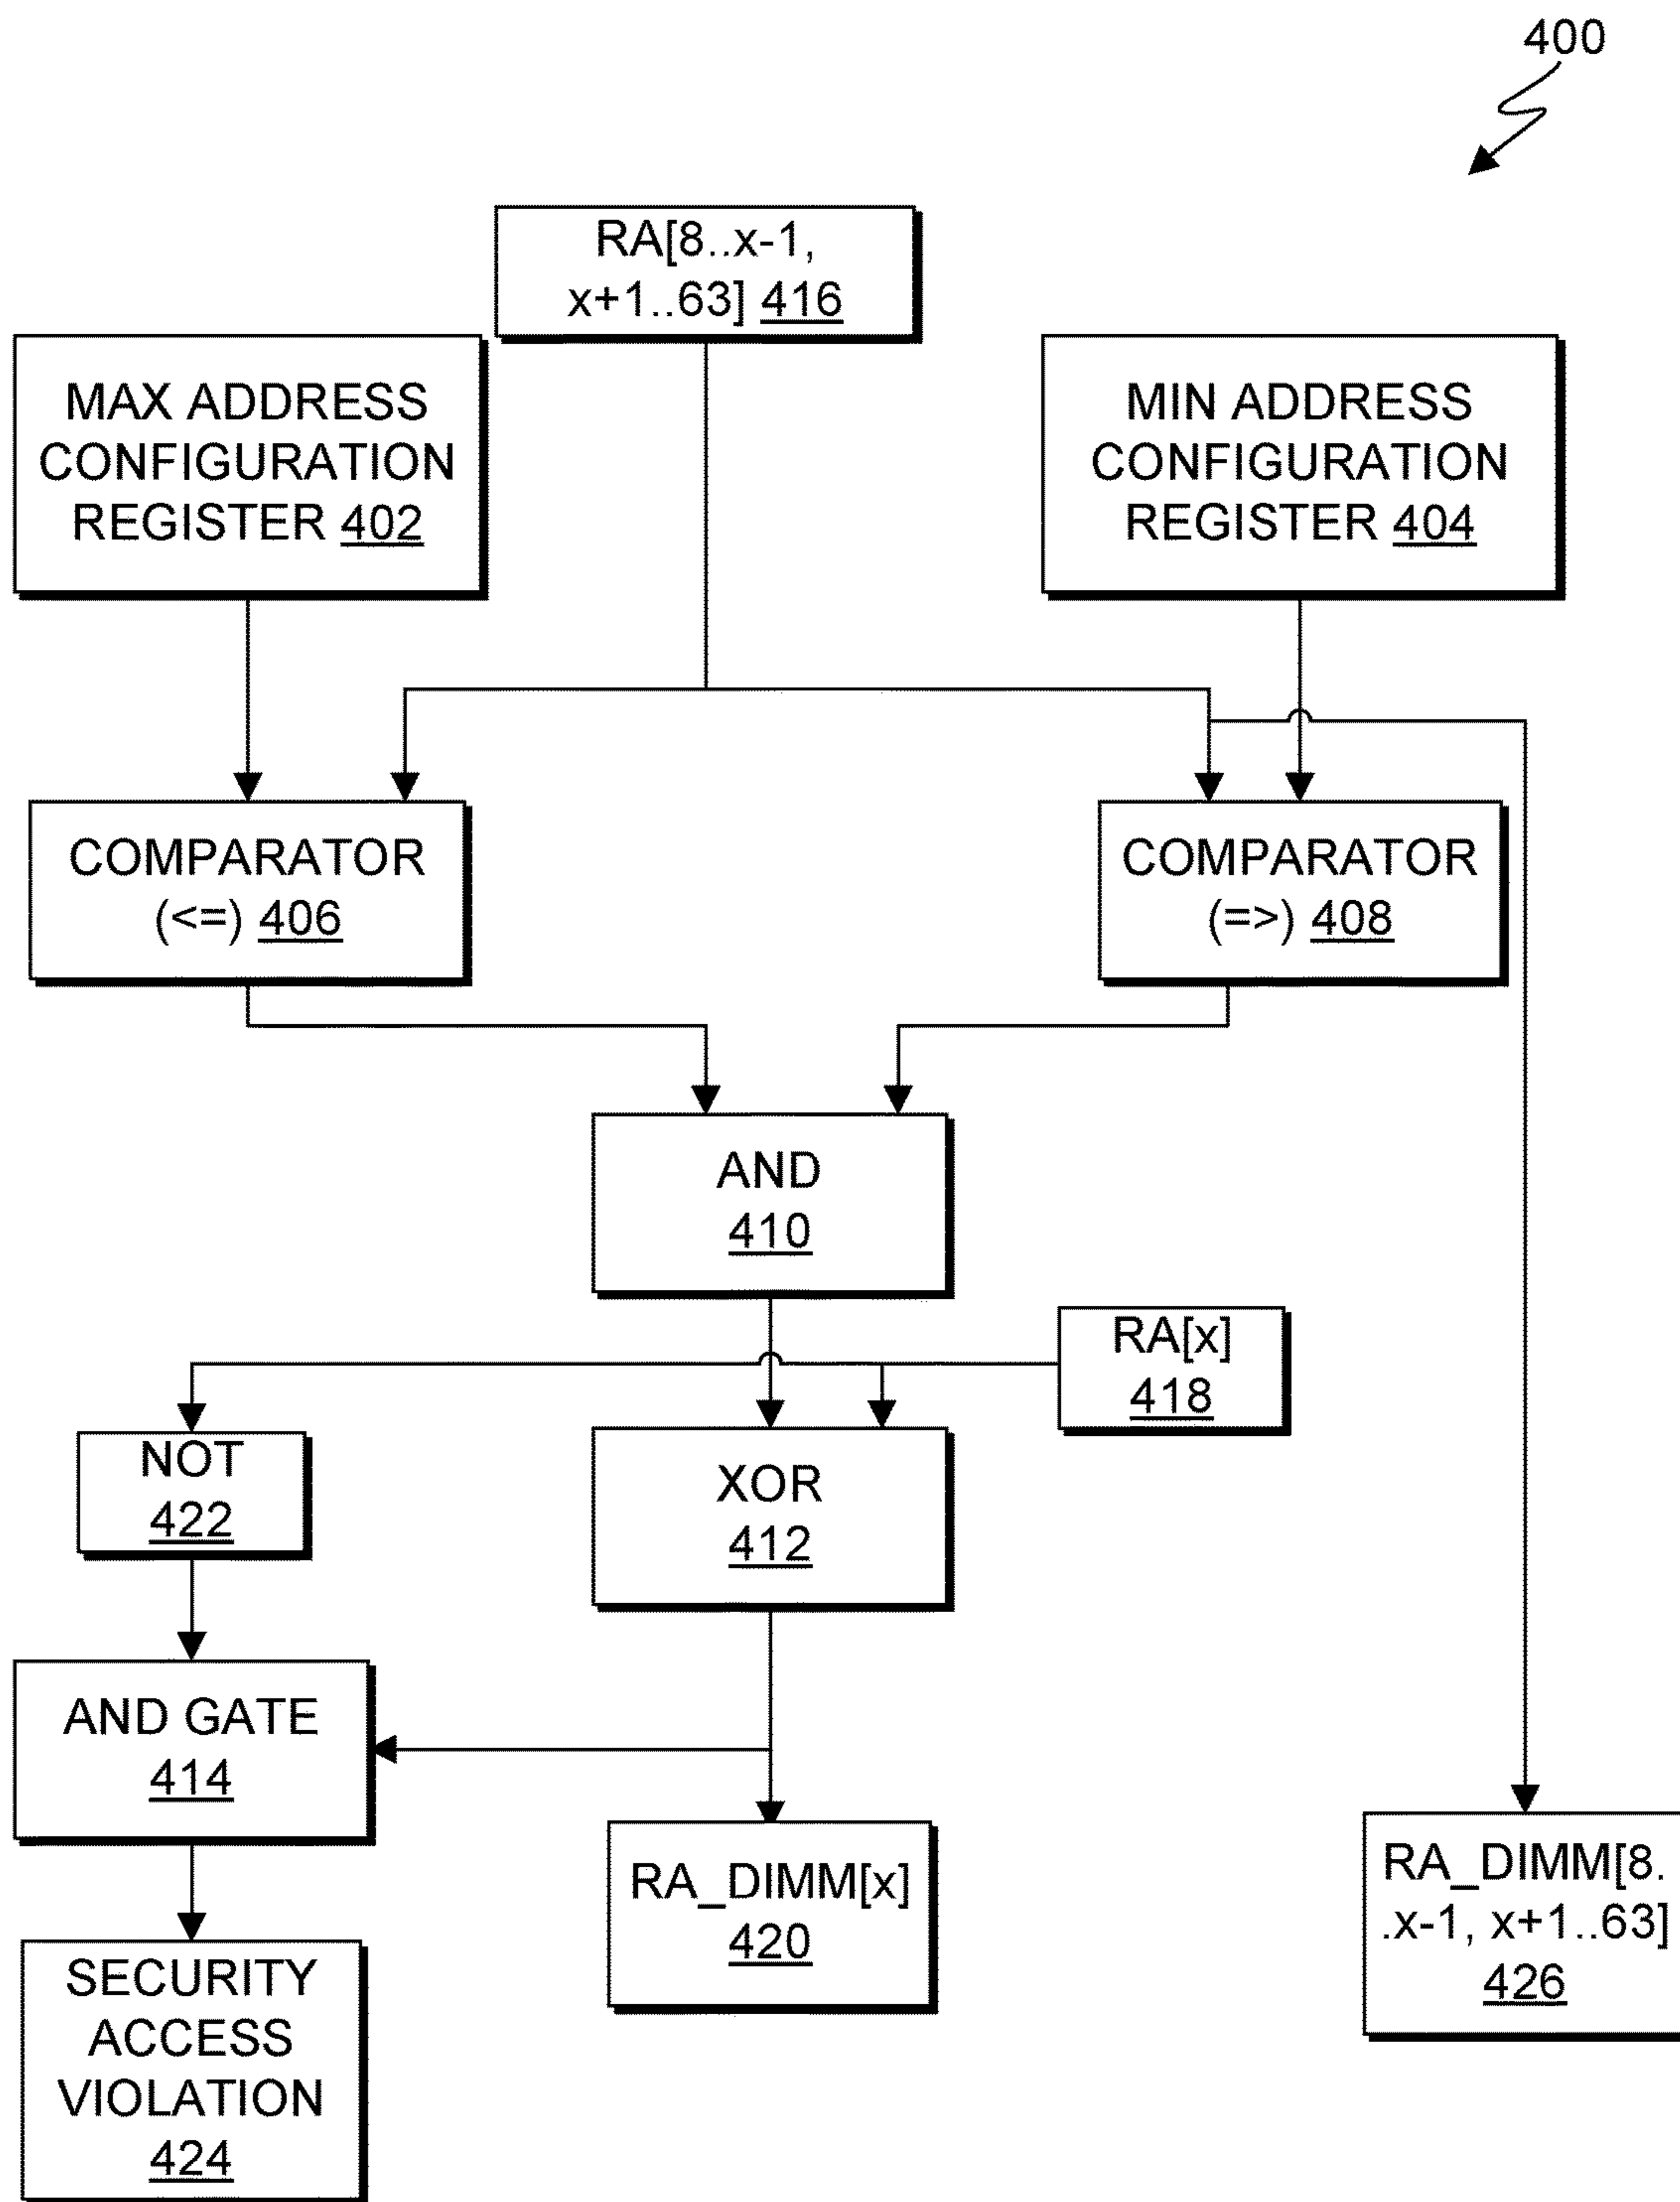 400
RA[8..x-1,
x+1..63] 416
MAX ADDRESS
CONFIGURATION
REGISTER 402
MIN ADDRESS
CONFIGURATION
REGISTER 404
COMPARATOR
(<=) 406
COMPARATOR
(=>) 408
AND
410
RA[x]
418
NOT
422
XOR
412
AND GATE
414
RA_DIMM[x]
420
RA_DIMM[8.
.x-1, x+1..63]
426
SECURITY
ACCESS
VIOLATION
424